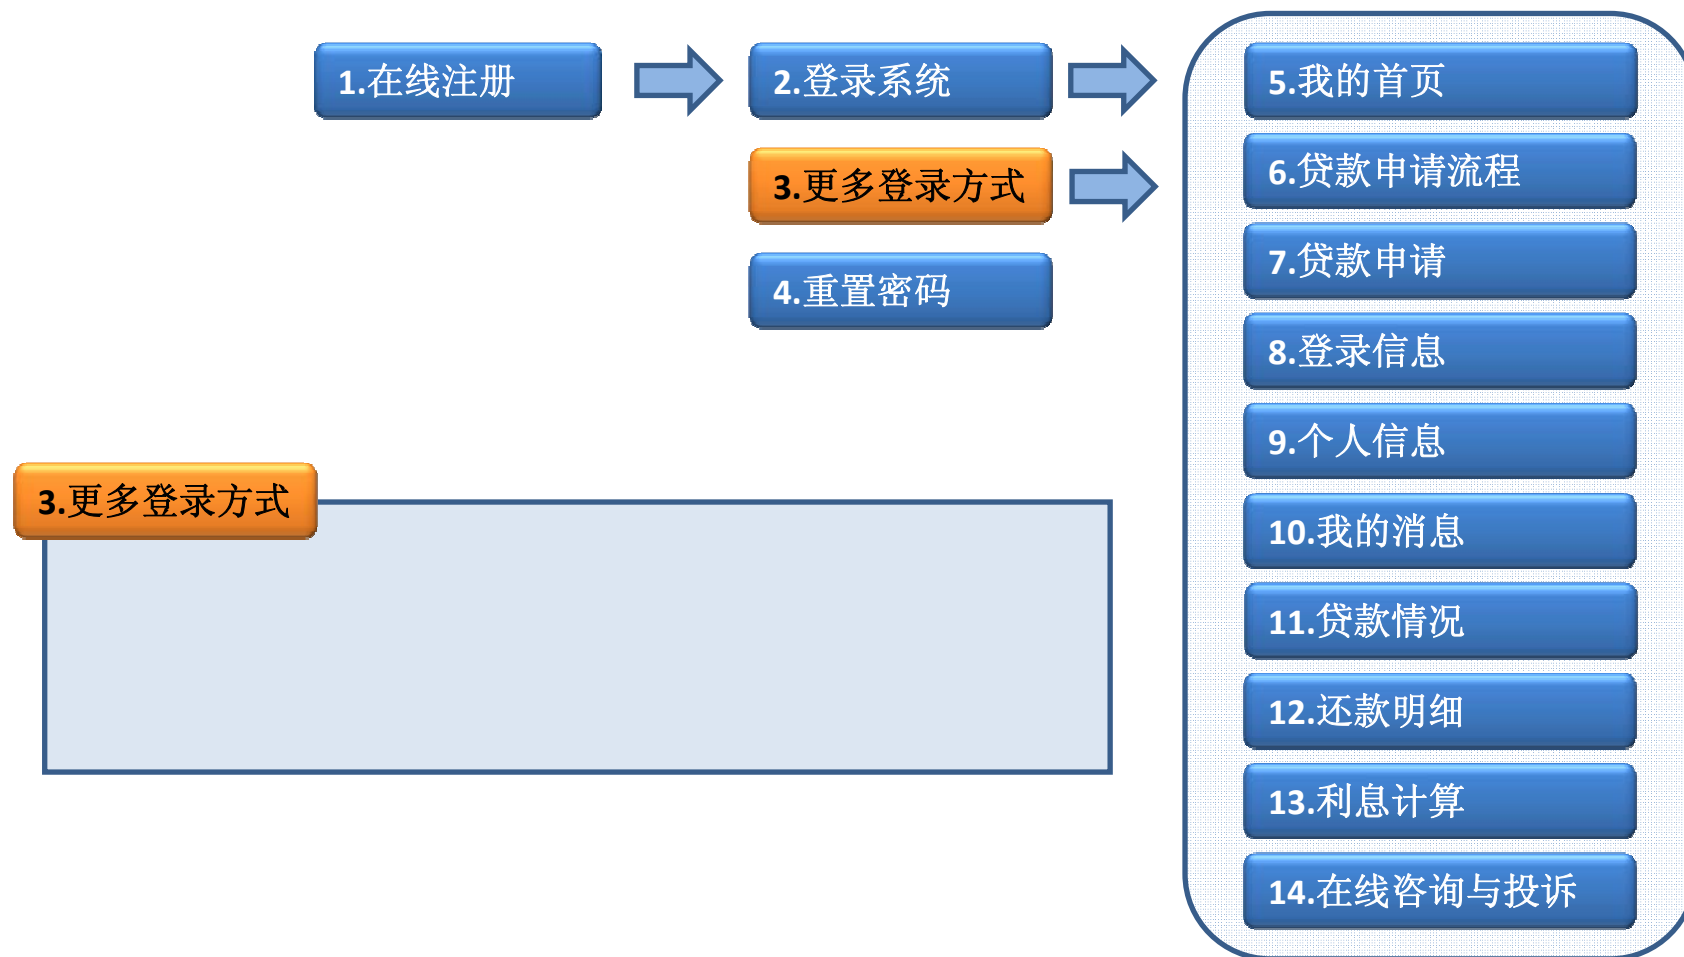 1.在线注册
2.登录系统
3.更多登录方式
4.重置密码
5.我的首页
6.贷款申请流程
7.贷款申请
8.登录信息
9.个人信息
10.我的消息
11.贷款情况
12.还款明细
13.利息计算
14.在线咨询与投诉
3.更多登录方式